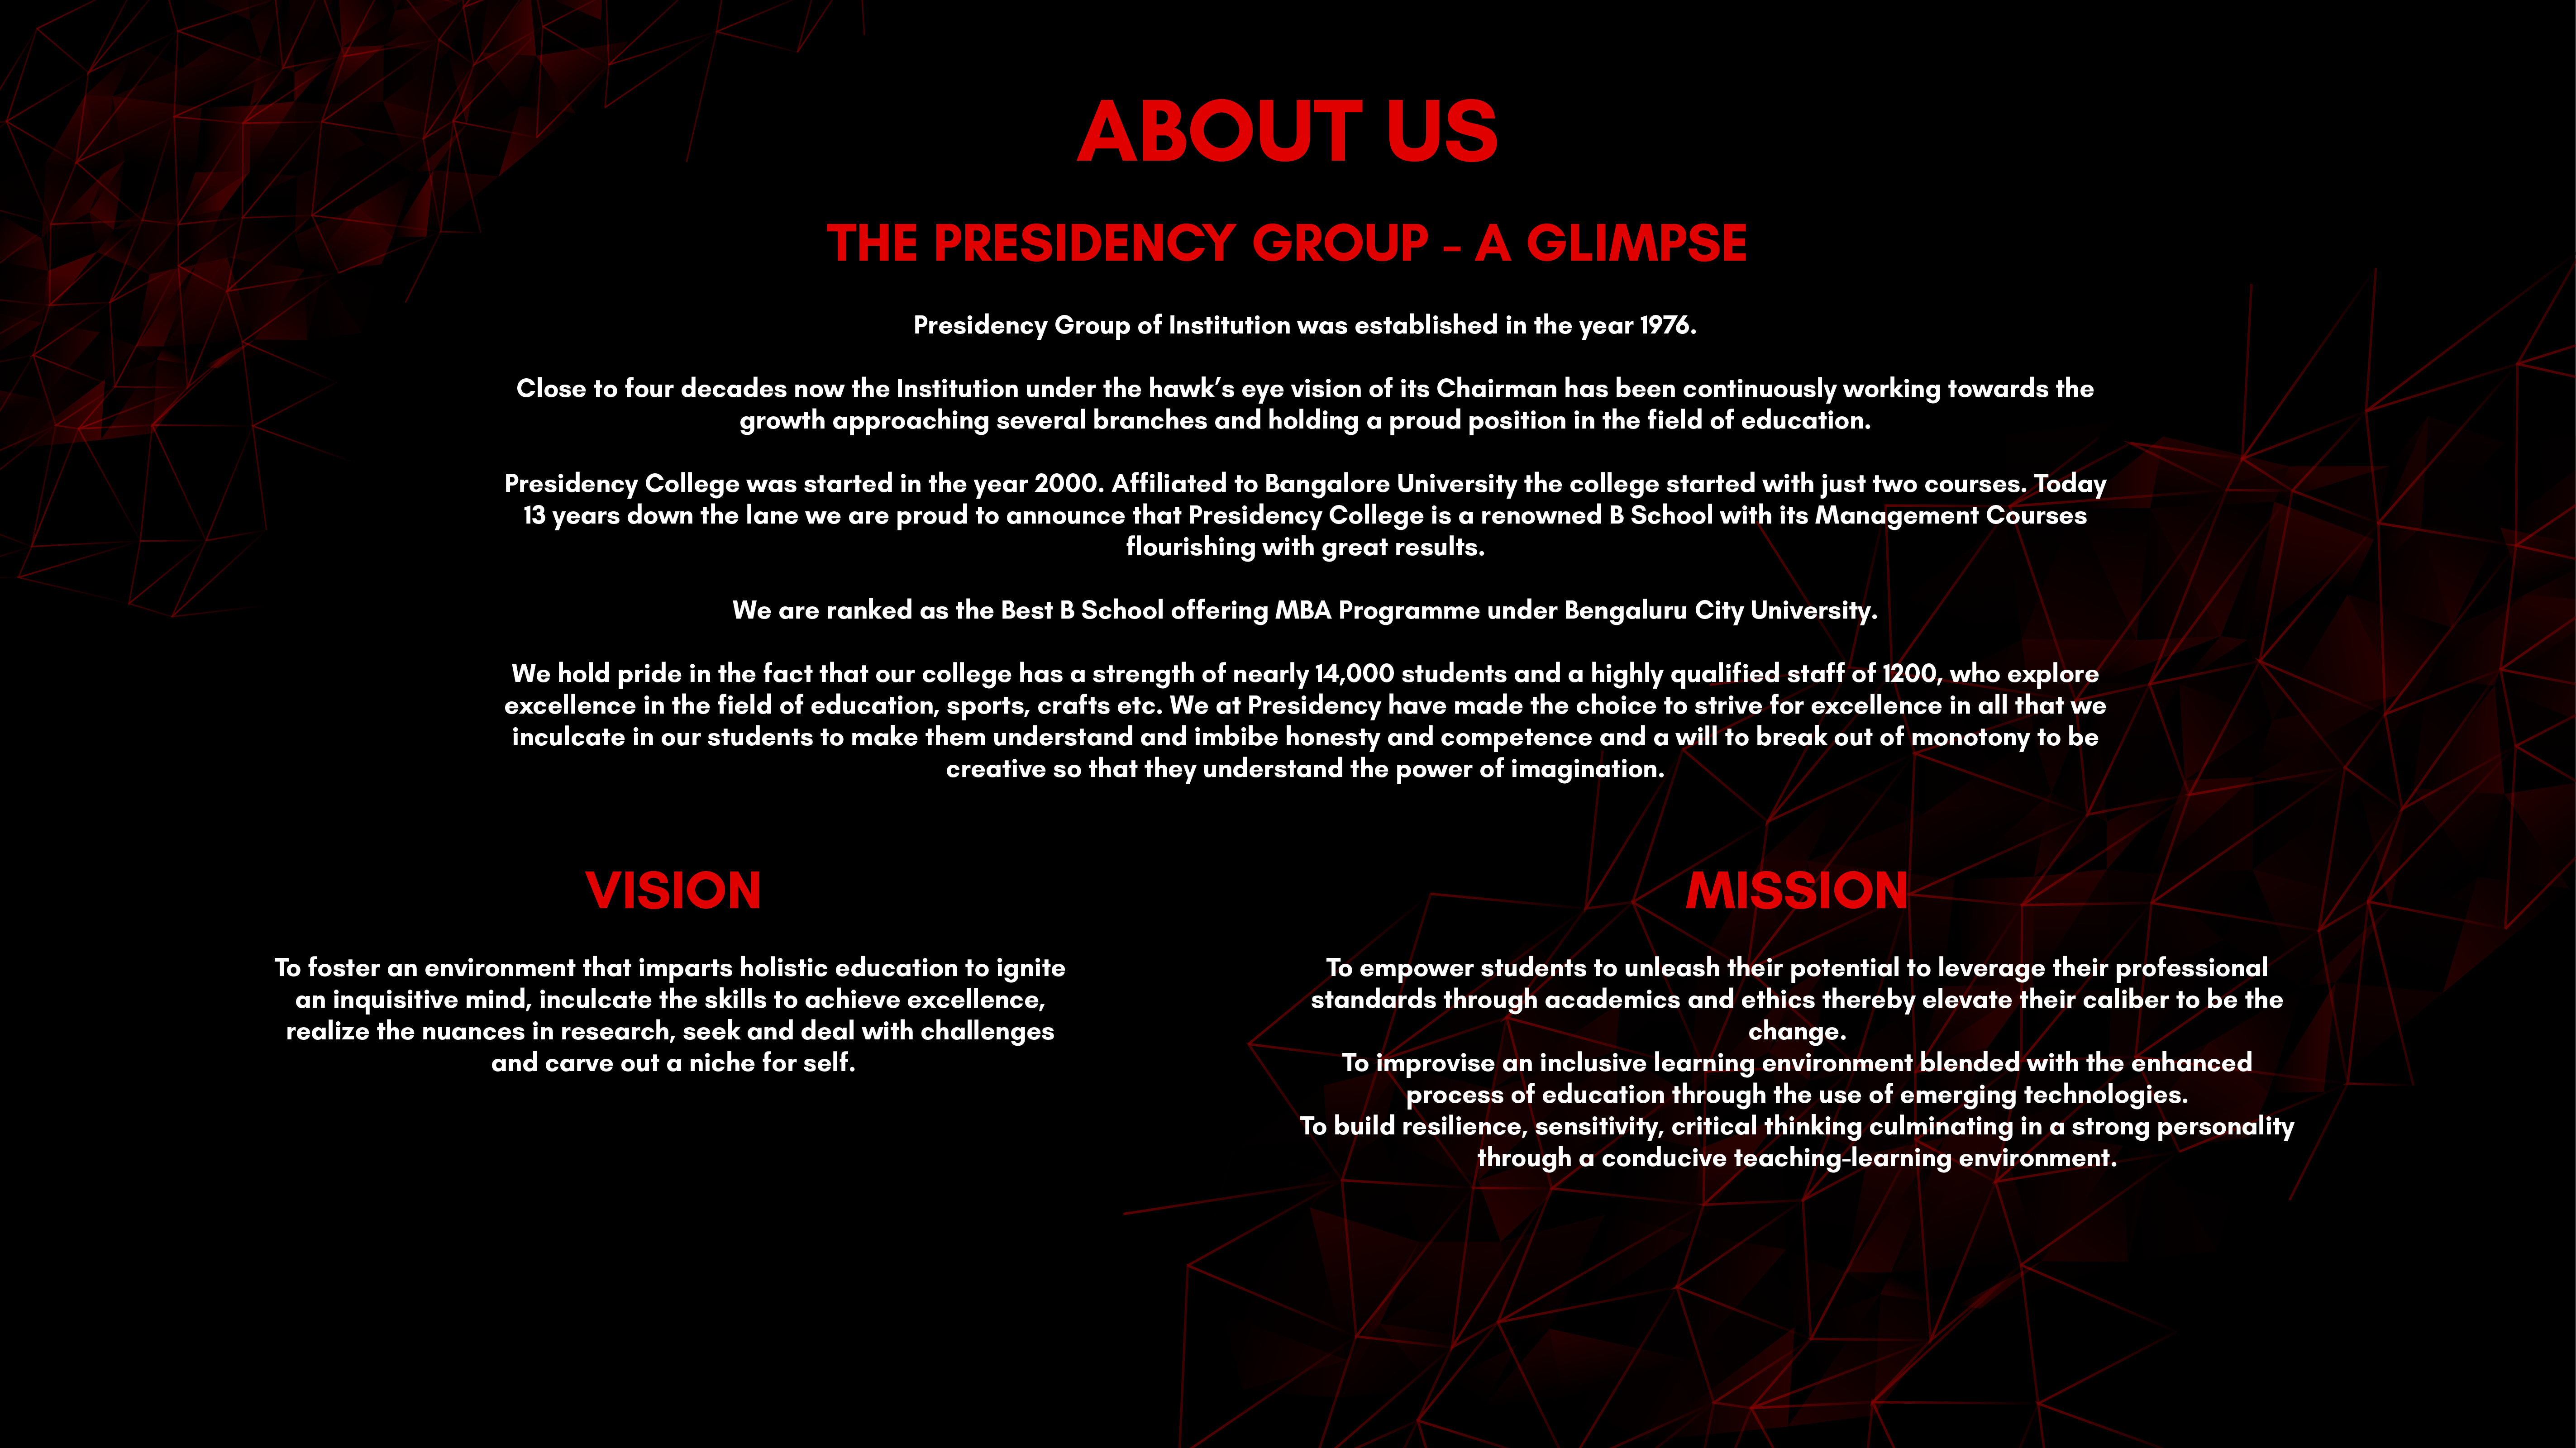 ABOUT US
THE PRESIDENCY GROUP - A GLIMPSE
Presidency Group of Institution was established in the year 1976.
Close to four decades now the Institution under the hawk's eye vision of its Chairman has been continuously working towards the
growth approaching several branches and holding a proud position in the field of education.
Presidency College was started in the year 2000. Affiliated to Bangalore University the college started with just two courses. Today
13 years down the lane we are proud to announce that Presidency College is a renowned B School with its Management Courses
flourishing with great results.
We are ranked as the Best B School offering MBA Programme under Bengaluru City University.
We hold pride in the fact that our college has a strength of nearly 14,000 students and a highly qualified staff of 1200, who explore
excellence in the field of education, sports, crafts etc. We at Presidency have made the choice to strive for excellence in all that we
inculcate in our students to make them understand and imbibe honesty and competence and a will to break out of monotony to be
creative so that they understand the power of imagination.
VISION
To foster an environment that imparts holistic education to ignite
an inquisitive mind, inculcate the skills to achieve excellence,
realize the nuances in research, seek and deal with challenges
and carve out a niche for self.
MISSION
To empower students to unleash their potential to leverage their professional
standards through academics and ethics thereby elevate their caliber to be the
change.
To improvise an inclusive learning environment blended with the enhanced
process of education through the use of emerging technologies.
To build resilience, sensitivity, critical thinking culminating in a strong personality
through a conducive teaching-learning environment.